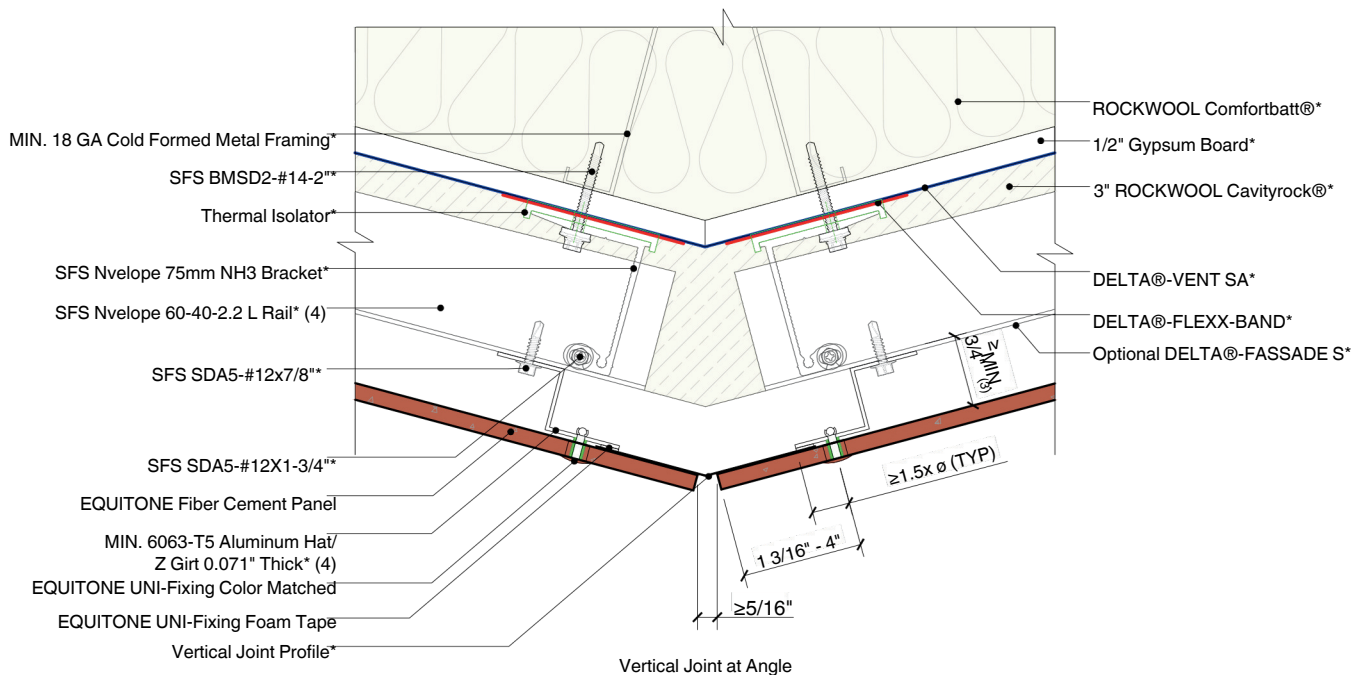 MIN. 18 GA Cold Formed Metal Framing*
SFS BMSD2-#14-2"*
Thermal Isolator*
SFS Nvelope 75mm NH3 Bracket*
SFS Nvelope 60-40-2.2 L Rail* (4)
SFS SDA5-#12x7/8"*
SFS SDA5-#12X1-3/4"*
EQUITONE Fiber Cement Panel
MIN. 6063-T5 Aluminum Hat/
Z Girt 0.071" Thick* (4)
EQUITONE UNI-Fixing Color Matched
EQUITONE UNI-Fixing Foam Tape
Vertical Joint Profile*
ROCKWOOL Comfortbatt®*
1/2" Gypsum Board*
3" ROCKWOOL Cavityrock®*
DELTA®-VENT SA*
DELTA®-FLEXX-BAND*
Optional DELTA®-FASSADE S*
≥ MIN
3/4" (3)
≥1.5x ø (TYP)
1 3/16" - 4"
≥5/16"
Vertical Joint at Angle